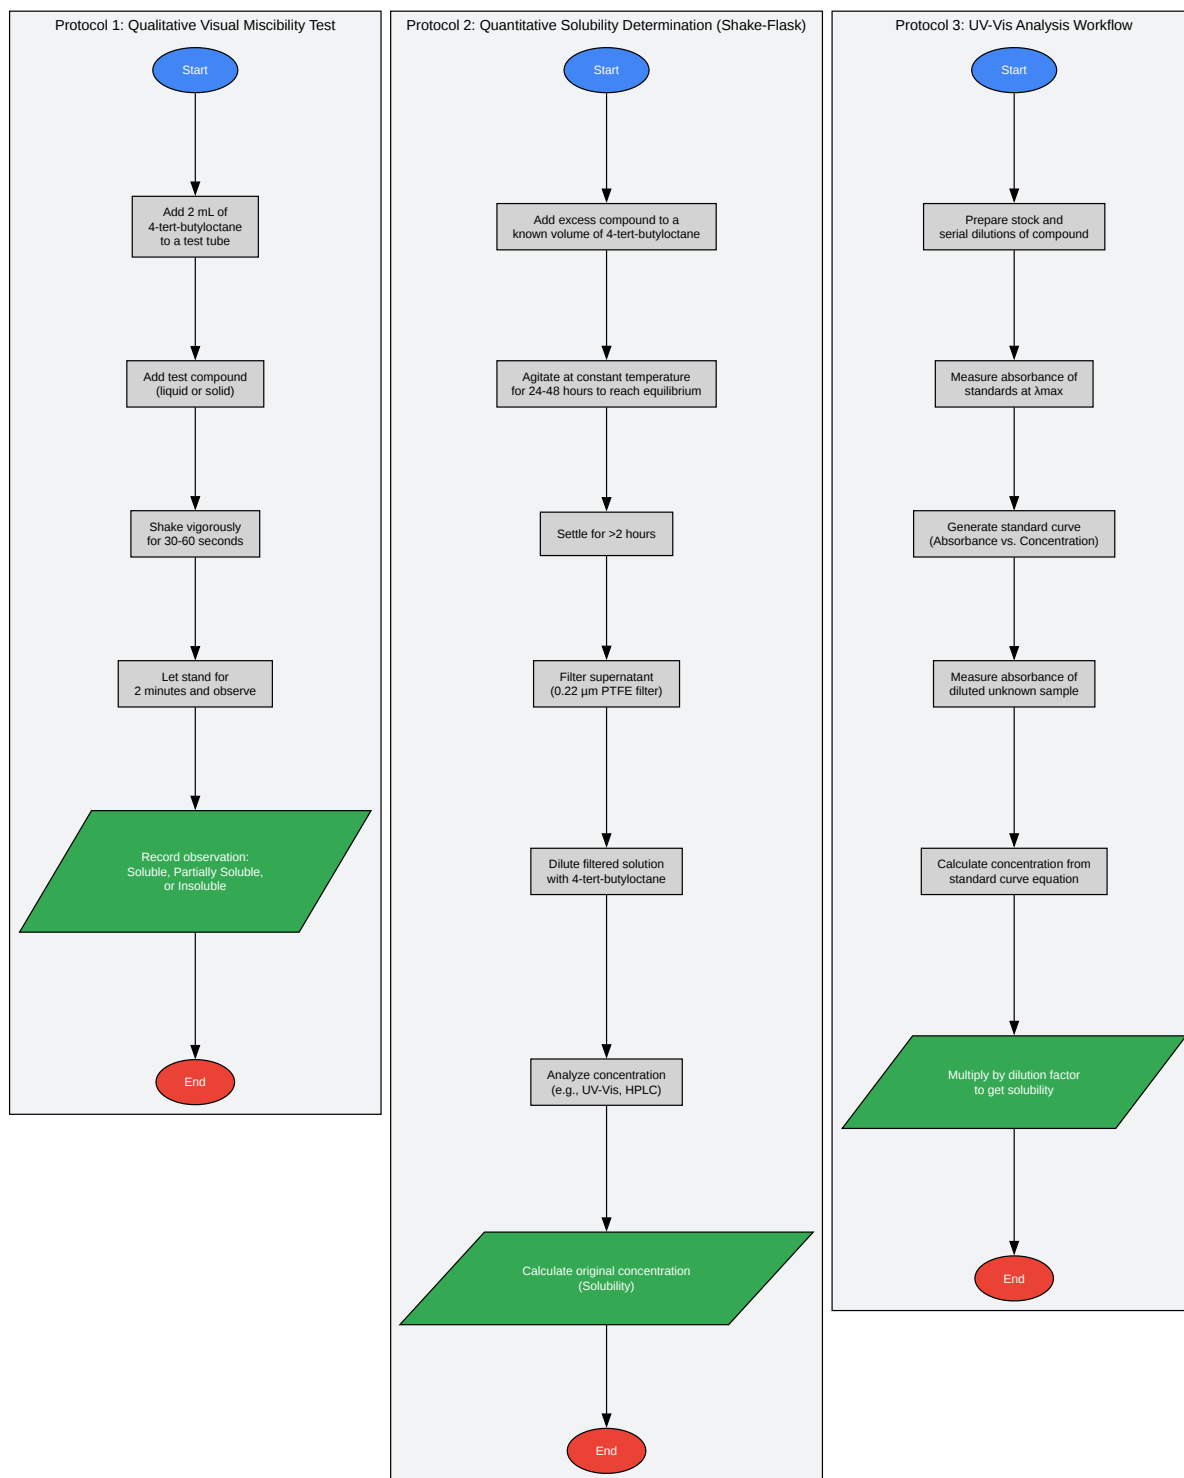 Protocol 1: Qualitative Visual Miscibility Test
Start
Add 2 mL of
4-tert-butyloctane
to a test tube
Add test compound
(liquid or solid)
Shake vigorously
for 30-60 seconds
Let stand for
2 minutes and observe
Record observation:
Soluble, Partially Soluble,
or Insoluble
End
Protocol 2: Quantitative Solubility Determination (Shake-Flask)
Start
Add excess compound to a
known volume of 4-tert-butyloctane
Agitate at constant temperature
for 24-48 hours to reach equilibrium
Settle for >2 hours
Filter supernatant
(0.22 µm PTFE filter)
Dilute filtered solution
with 4-tert-butyloctane
Analyze concentration
(e.g., UV-Vis, HPLC)
Calculate original concentration
(Solubility)
End
Protocol 3: UV-Vis Analysis Workflow
Start
Prepare stock and
serial dilutions of compound
Measure absorbance of
standards at λmax
Generate standard curve
(Absorbance vs. Concentration)
Measure absorbance of
diluted unknown sample
Calculate concentration from
standard curve equation
Multiply by dilution factor
to get solubility
End